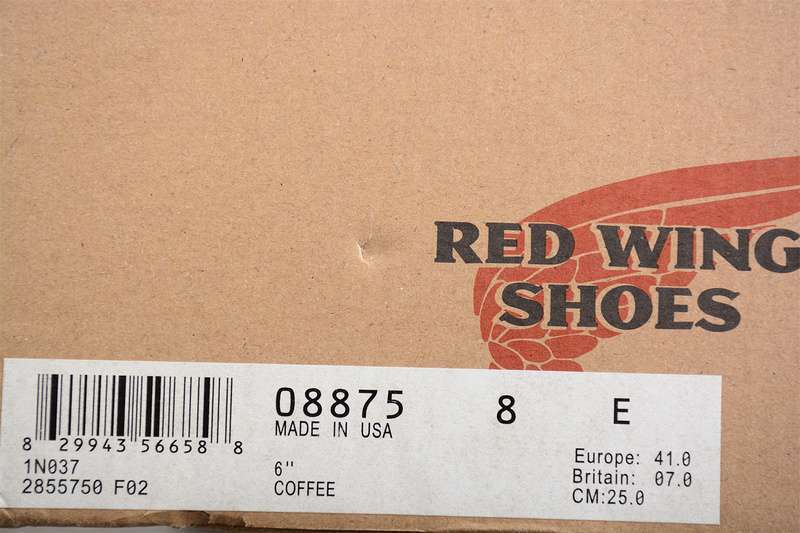 RED WING
SHOES
08875 8 E
MADE IN USA
8 29943 56658 8
1N037
2855750 F02
6"
COFFEE
Europe: 41.0
Britain: 07.0
CM:25.0